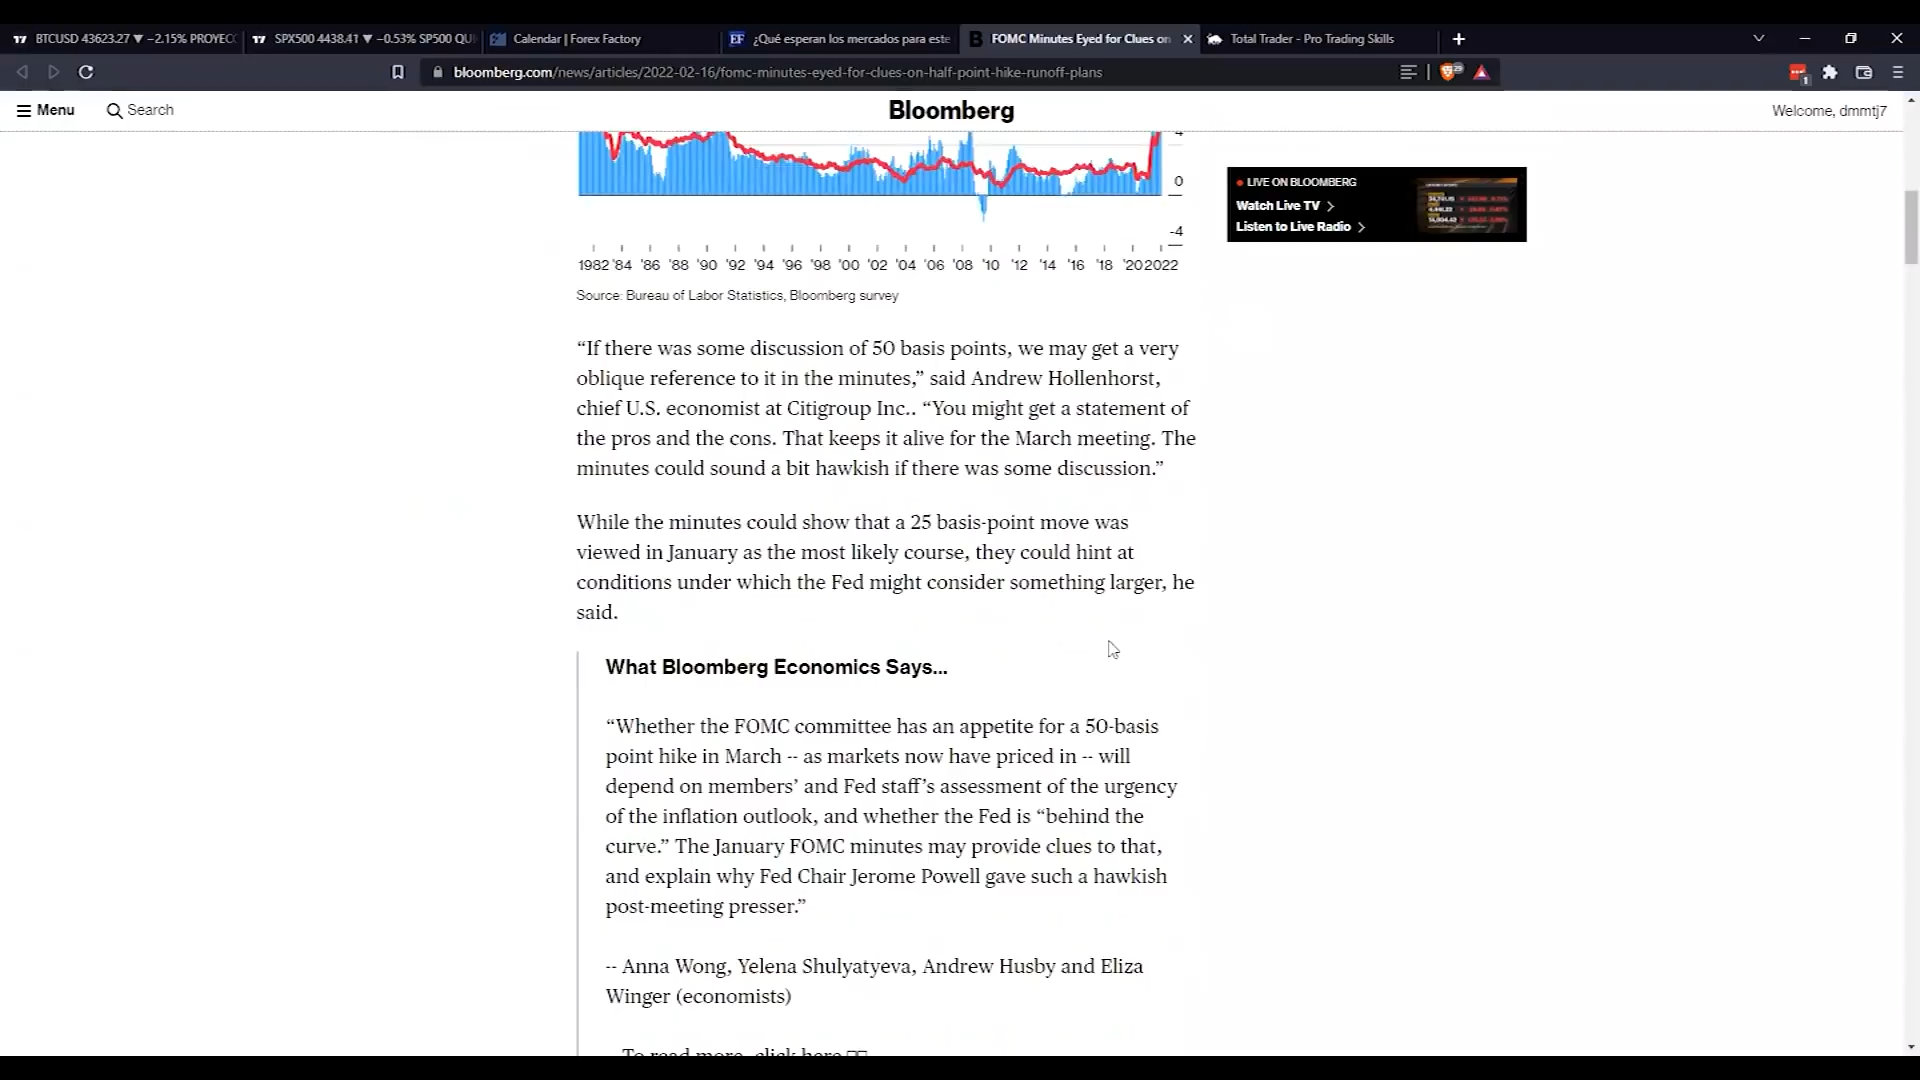 BTCUSD 43623.27 ▼ −2.15% PROYEC
SPX500 4438.41 ▼ −0.53% SP500 QU
Calendar | Forex Factory
EF ¿Qué esperan los mercados para este
B FOMC Minutes Eyed for Clues on
Total Trader - Pro Trading Skills
bloomberg.com/news/articles/2022-02-16/fomc-minutes-eyed-for-clues-on-half-point-hike-runoff-plans
Menu
Search
Bloomberg
Welcome, dmmtj7
4
0
-4
1982 '84 '86 '88 '90 '92 '94 '96 '98 '00 '02 '04 '06 '08 '10 '12 '14 '16 '18 '20 2022
Source: Bureau of Labor Statistics, Bloomberg survey
LIVE ON BLOOMBERG
Watch Live TV
Listen to Live Radio
“If there was some discussion of 50 basis points, we may get a very
oblique reference to it in the minutes,” said Andrew Hollenhorst,
chief U.S. economist at Citigroup Inc.. “You might get a statement of
the pros and the cons. That keeps it alive for the March meeting. The
minutes could sound a bit hawkish if there was some discussion.”
While the minutes could show that a 25 basis-point move was
viewed in January as the most likely course, they could hint at
conditions under which the Fed might consider something larger, he
said.
What Bloomberg Economics Says...
“Whether the FOMC committee has an appetite for a 50-basis
point hike in March -- as markets now have priced in -- will
depend on members’ and Fed staff’s assessment of the urgency
of the inflation outlook, and whether the Fed is “behind the
curve.” The January FOMC minutes may provide clues to that,
and explain why Fed Chair Jerome Powell gave such a hawkish
post-meeting presser.”
-- Anna Wong, Yelena Shulyatyeva, Andrew Husby and Eliza
Winger (economists)
To read more, click here